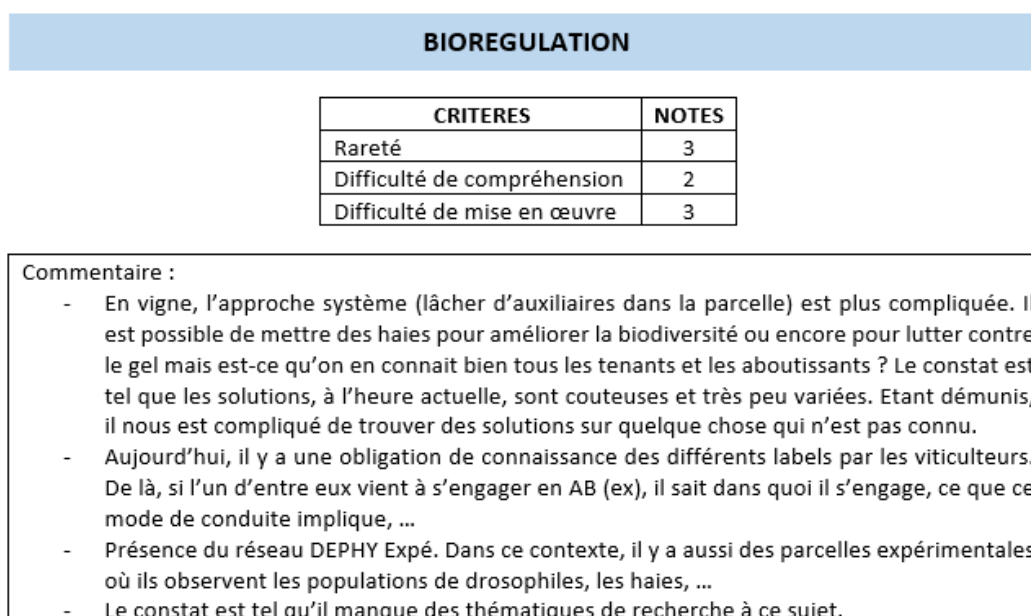 BIOREGULATION
CRITERES NOTES
Rareté 3
Difficulté de compréhension 2
Difficulté de mise en œuvre 3
Commentaire :
- En vigne, l’approche système (lâcher d’auxiliaires dans la parcelle) est plus compliquée. Il
est possible de mettre des haies pour améliorer la biodiversité ou encore pour lutter contre
le gel mais est-ce qu’on en connait bien tous les tenants et les aboutissants ? Le constat est
tel que les solutions, à l’heure actuelle, sont couteuses et très peu variées. Etant démunis,
il nous est compliqué de trouver des solutions sur quelque chose qui n’est pas connu.
- Aujourd’hui, il y a une obligation de connaissance des différents labels par les viticulteurs.
De là, si l’un d’entre eux vient à s’engager en AB (ex), il sait dans quoi il s’engage, ce que ce
mode de conduite implique, …
- Présence du réseau DEPHY Expé. Dans ce contexte, il y a aussi des parcelles expérimentales
où ils observent les populations de drosophiles, les haies, …
- Le constat est tel qu’il manque des thématiques de recherche à ce sujet.